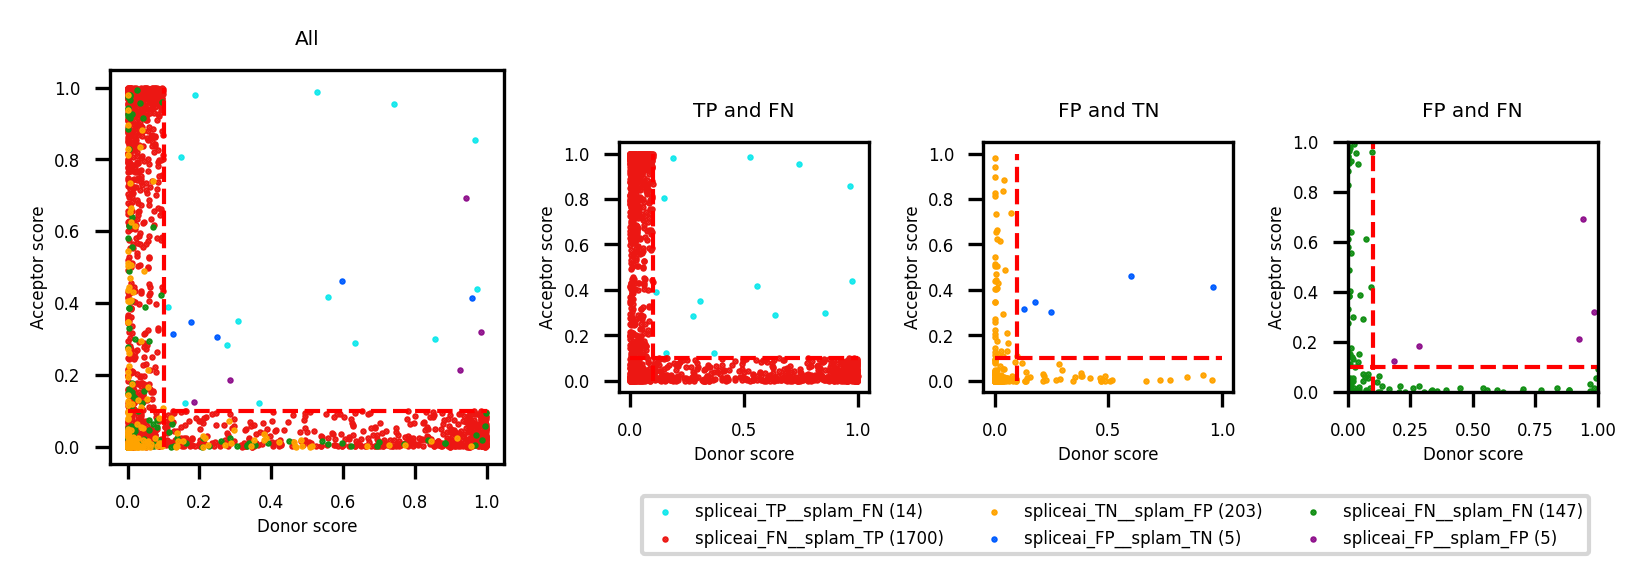 All
1.0
0.8
0.6
0.4
0.2
0.0
Acceptor score
0.0 0.2 0.4 0.6 0.8 1.0
Donor score
TP and FN
1.0
0.8
0.6
0.4
0.2
0.0
Acceptor score
0.0 0.5 1.0
Donor score
FP and TN
1.0
0.8
0.6
0.4
0.2
0.0
Acceptor score
0.0 0.5 1.0
Donor score
FP and FN
1.0
0.8
0.6
0.4
0.2
0.0
Acceptor score
0.00 0.25 0.50 0.75 1.00
Donor score
spliceai_TP__splam_FN (14)
spliceai_FN__splam_TP (1700)
spliceai_TN__splam_FP (203)
spliceai_FP__splam_TN (5)
spliceai_FN__splam_FN (147)
spliceai_FP__splam_FP (5)